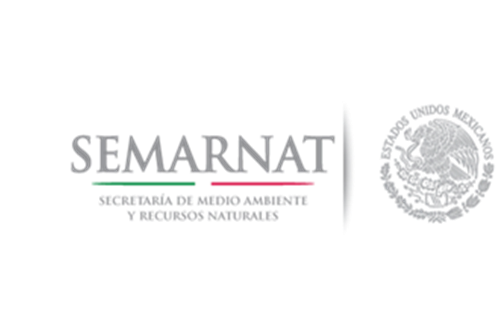 SEMARNAT
SECRETARÍA DE MEDIO AMBIENTE
Y RECURSOS NATURALES
ESTADOS UNIDOS MEXICANOS